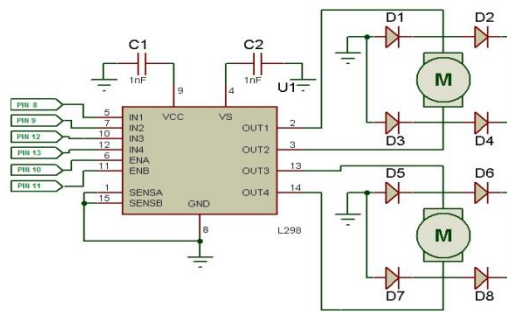 D1 D2
C1 C2
1nF 1nF
U1
9 4
VCC VS
M
PIN 8 5 IN1 OUT1 2
PIN 9 7 IN2
PIN 12 10 IN3 OUT2 3
PIN 13 12 IN4
PIN 10 6 ENA OUT3 13
PIN 11 11 ENB
1 SENSA OUT4 14
15 SENSB GND
8
L298
D3 D4
D5 D6
M
D7 D8